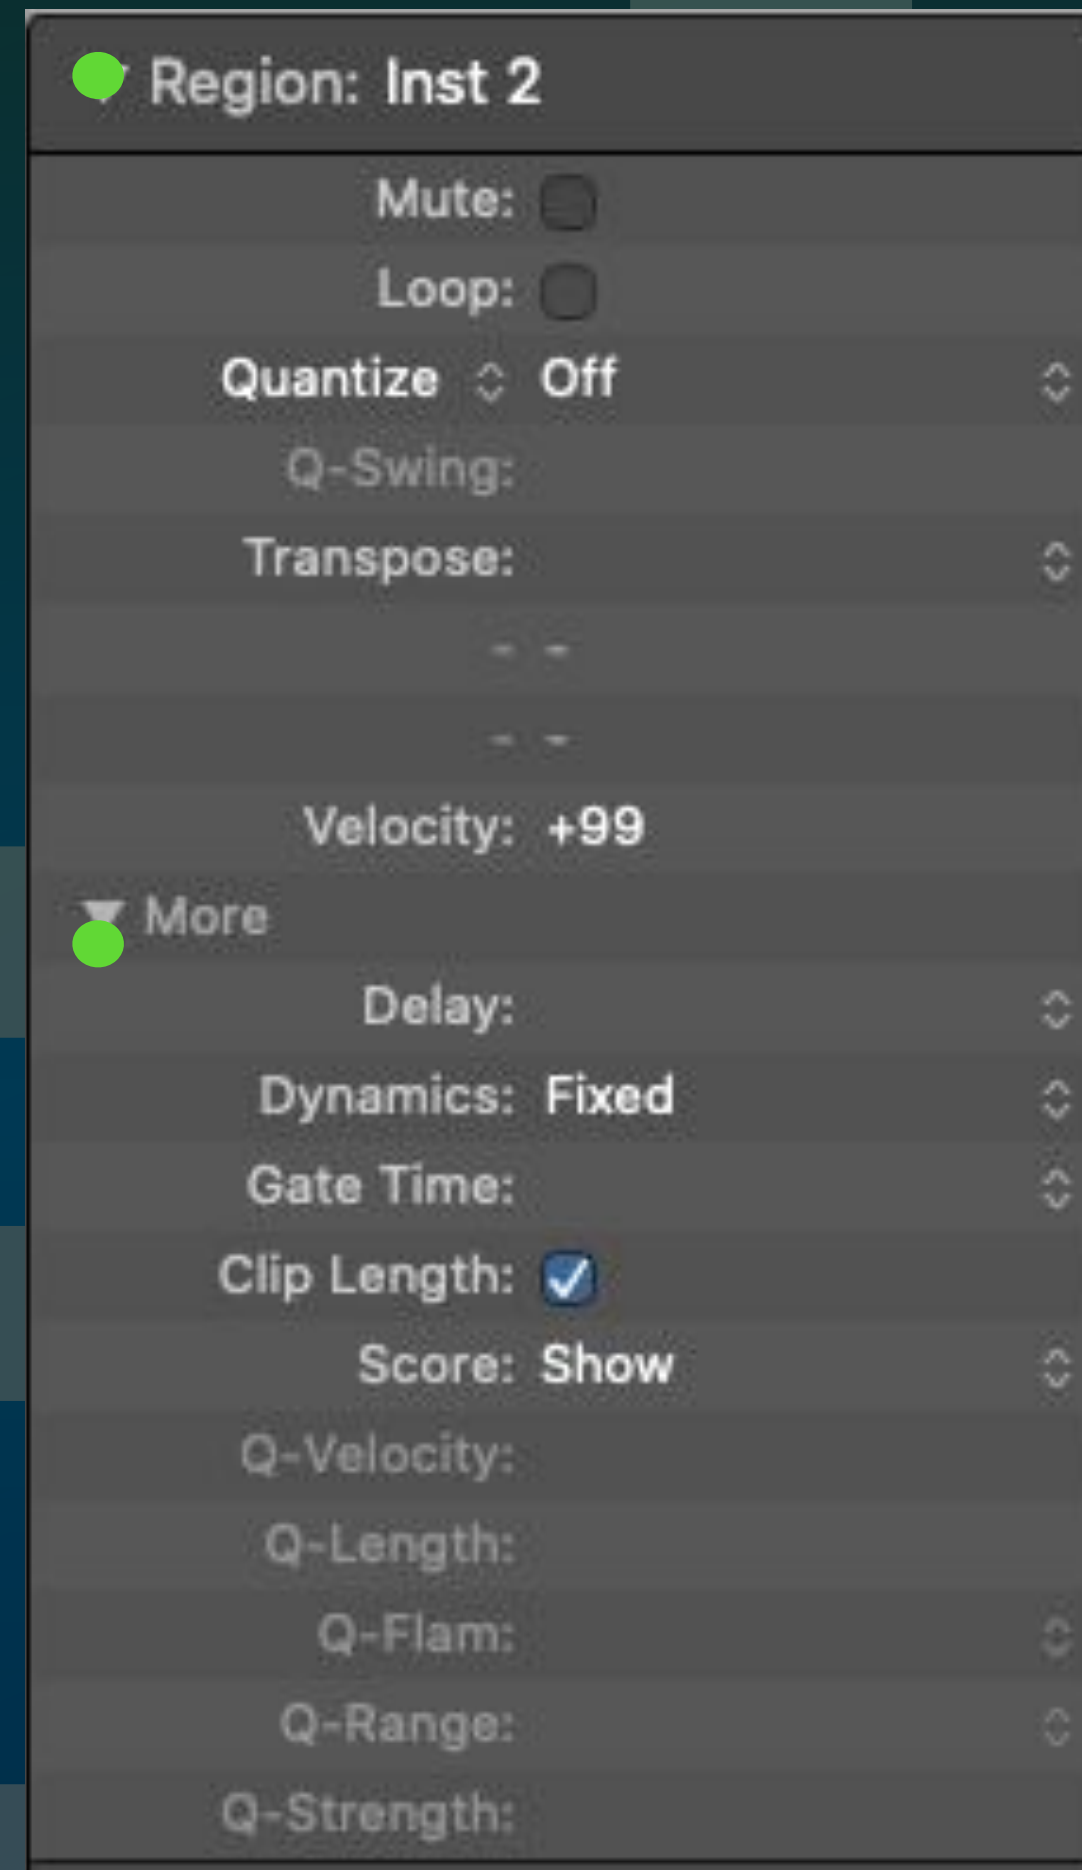 Region: Inst 2
Mute:
Loop:
Quantize Off
Q-Swing:
Transpose:
- -
- -
Velocity: +99
More
Delay:
Dynamics: Fixed
Gate Time:
Clip Length:
Score: Show
Q-Velocity:
Q-Length:
Q-Flam:
Q-Range:
Q-Strength: